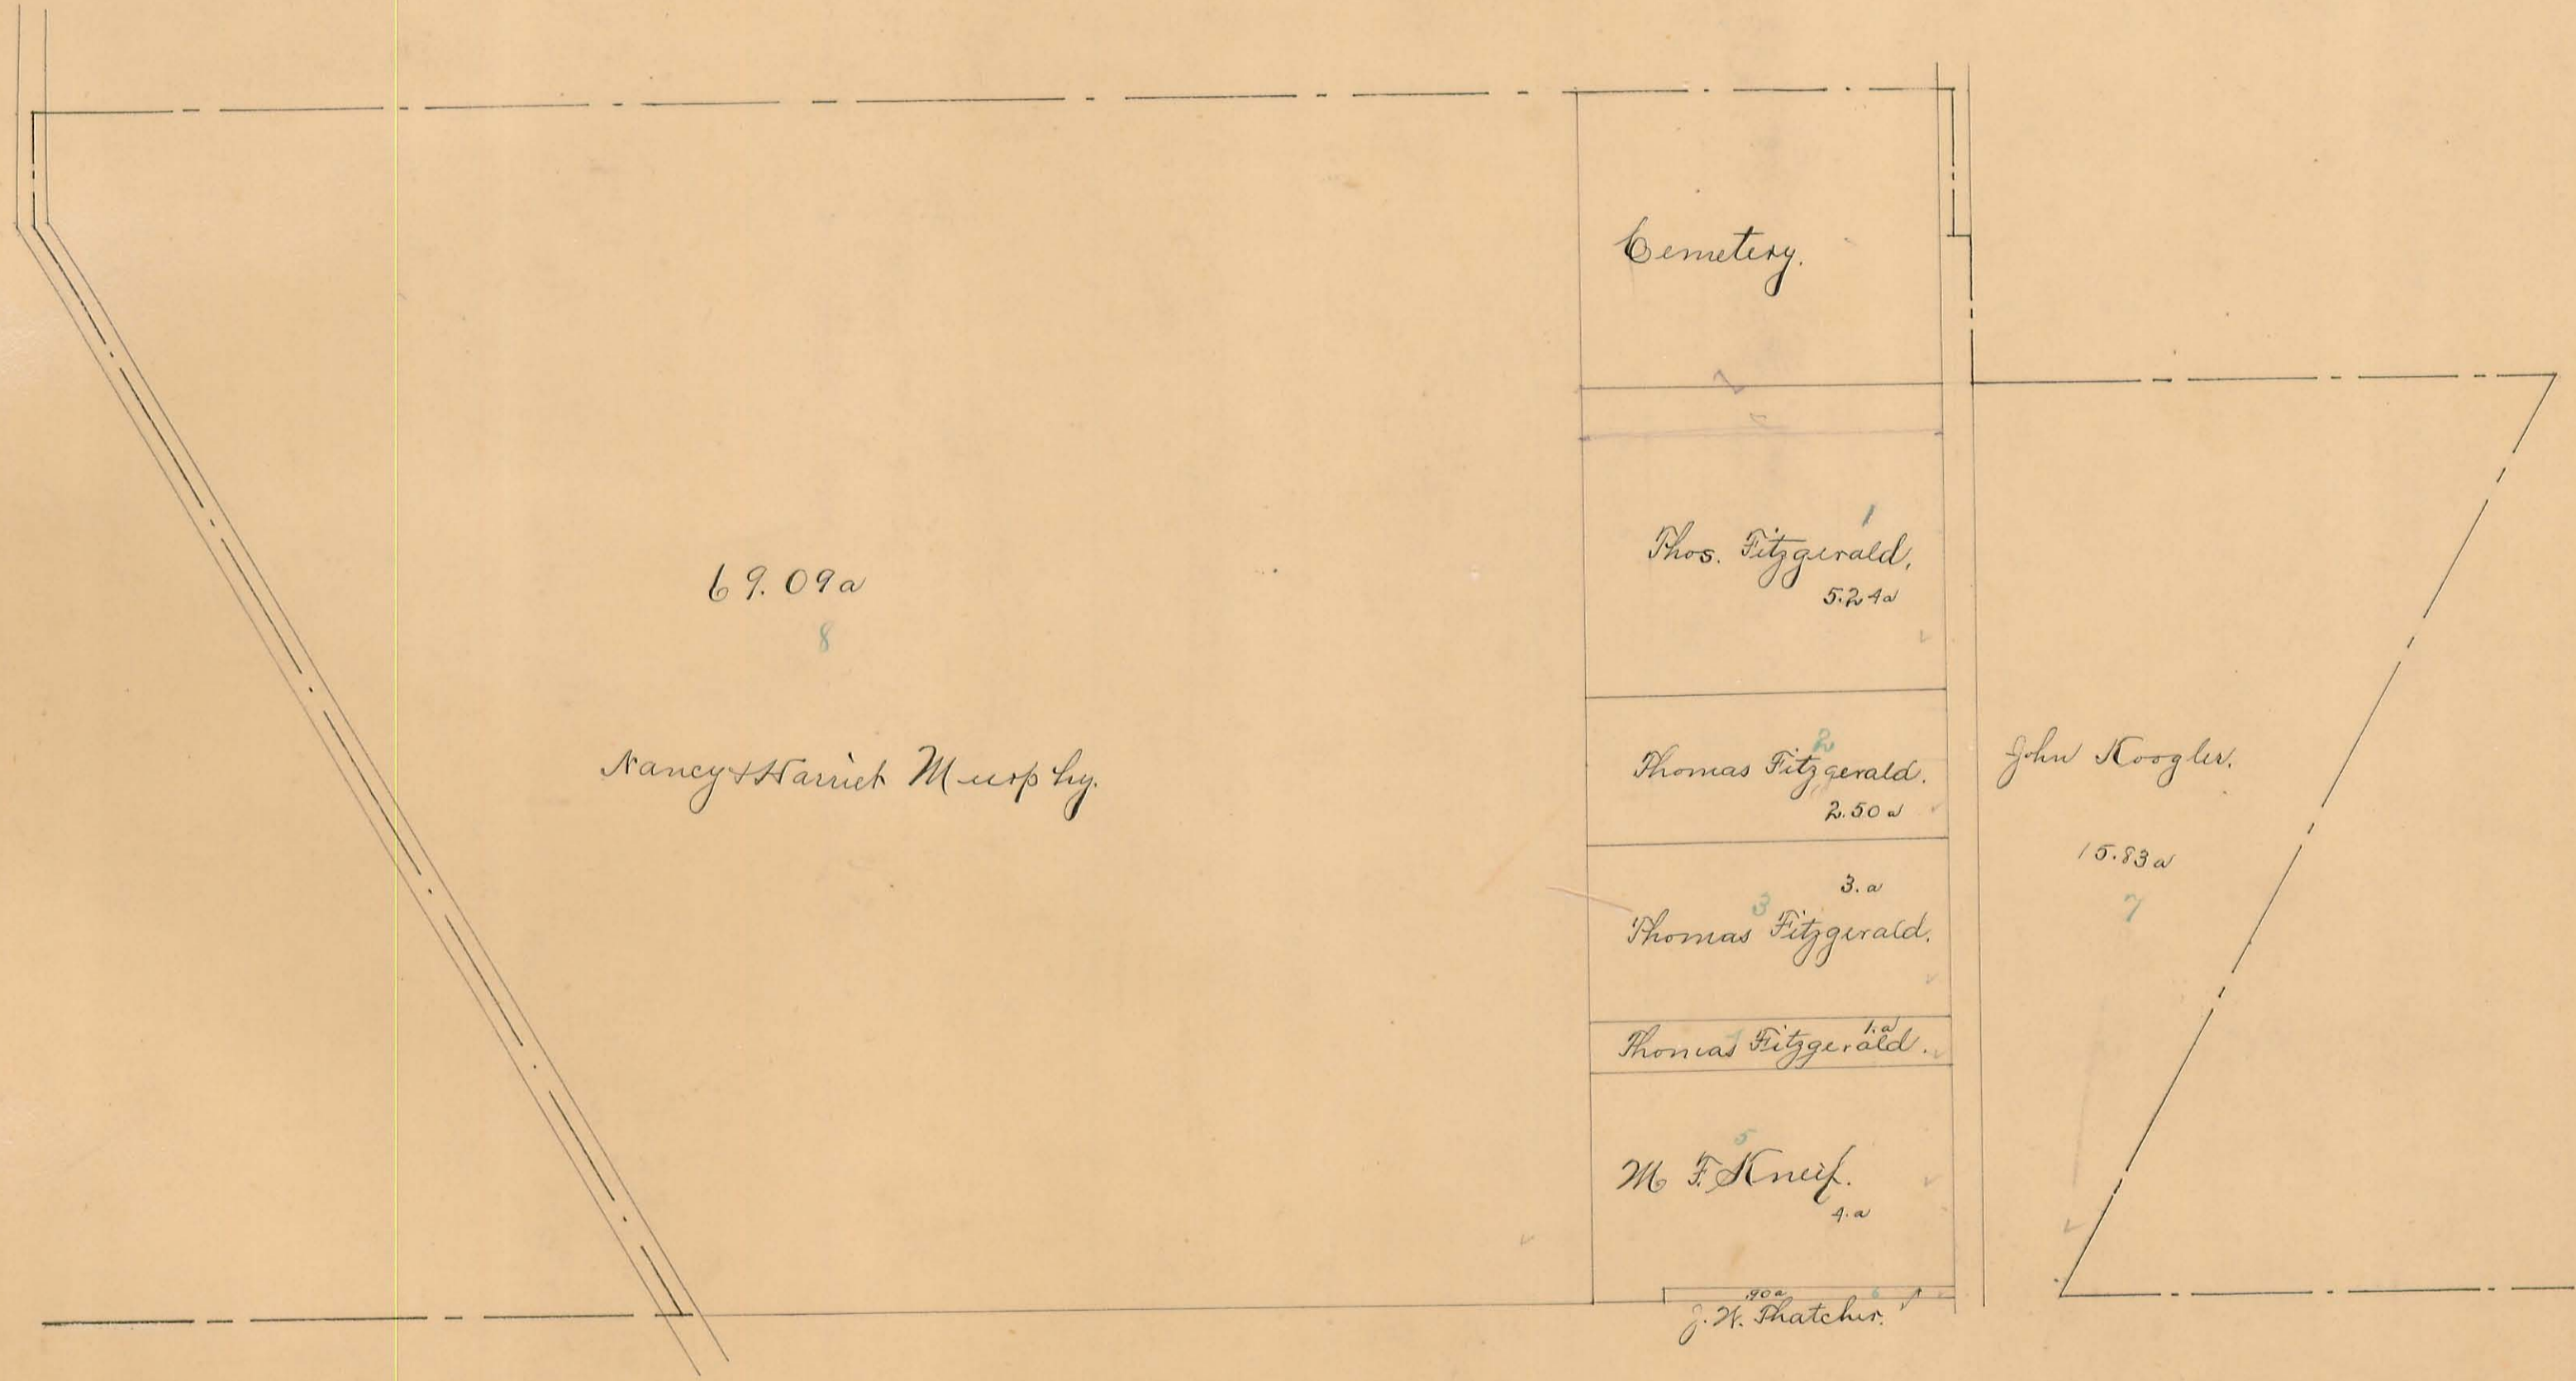 Cemetery.
69.09a
8
Nancy & Harriet Murphy.
1
Thos. Fitzgerald,
5.24a
2
Thomas Fitzgerald.
2.50a
3.a
3
Thomas Fitzgerald.
1.a
Thomas Fitzgerald.
5
M F. Kneif.
4.a
.90a
6
J. W. Thatcher.
John Koogler.
15.83a
7